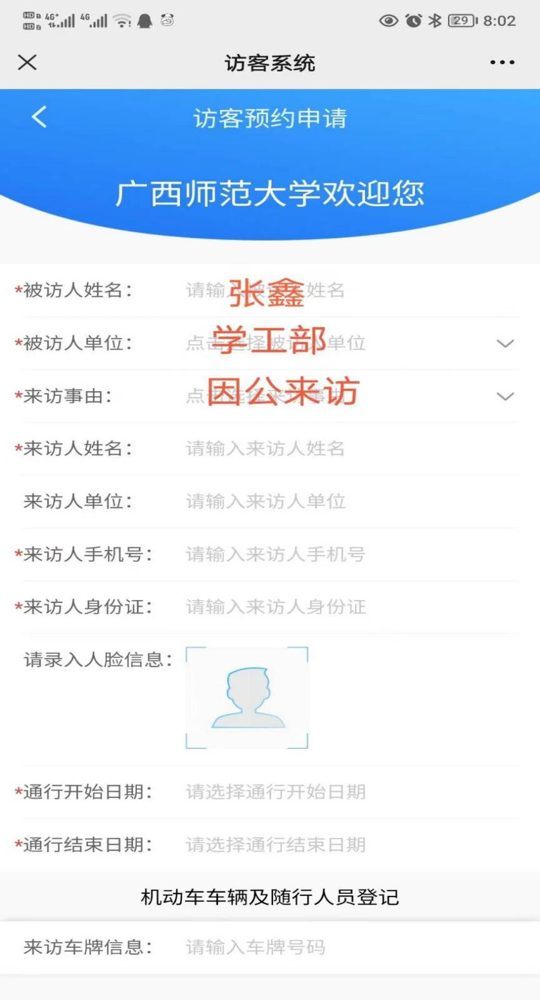 HD 1 4G+ 4G 29 8:02
HD 2
访客系统
访客预约申请
广西师范大学欢迎您
*被访人姓名： 张鑫
*被访人单位： 学工部
*来访事由： 因公来访
*来访人姓名： 请输入来访人姓名
来访人单位： 请输入来访人单位
*来访人手机号： 请输入来访人手机号
*来访人身份证： 请输入来访人身份证
请录入人脸信息：
*通行开始日期： 请选择通行开始日期
*通行结束日期： 请选择通行结束日期
机动车车辆及随行人员登记
来访车牌信息： 请输入车牌号码